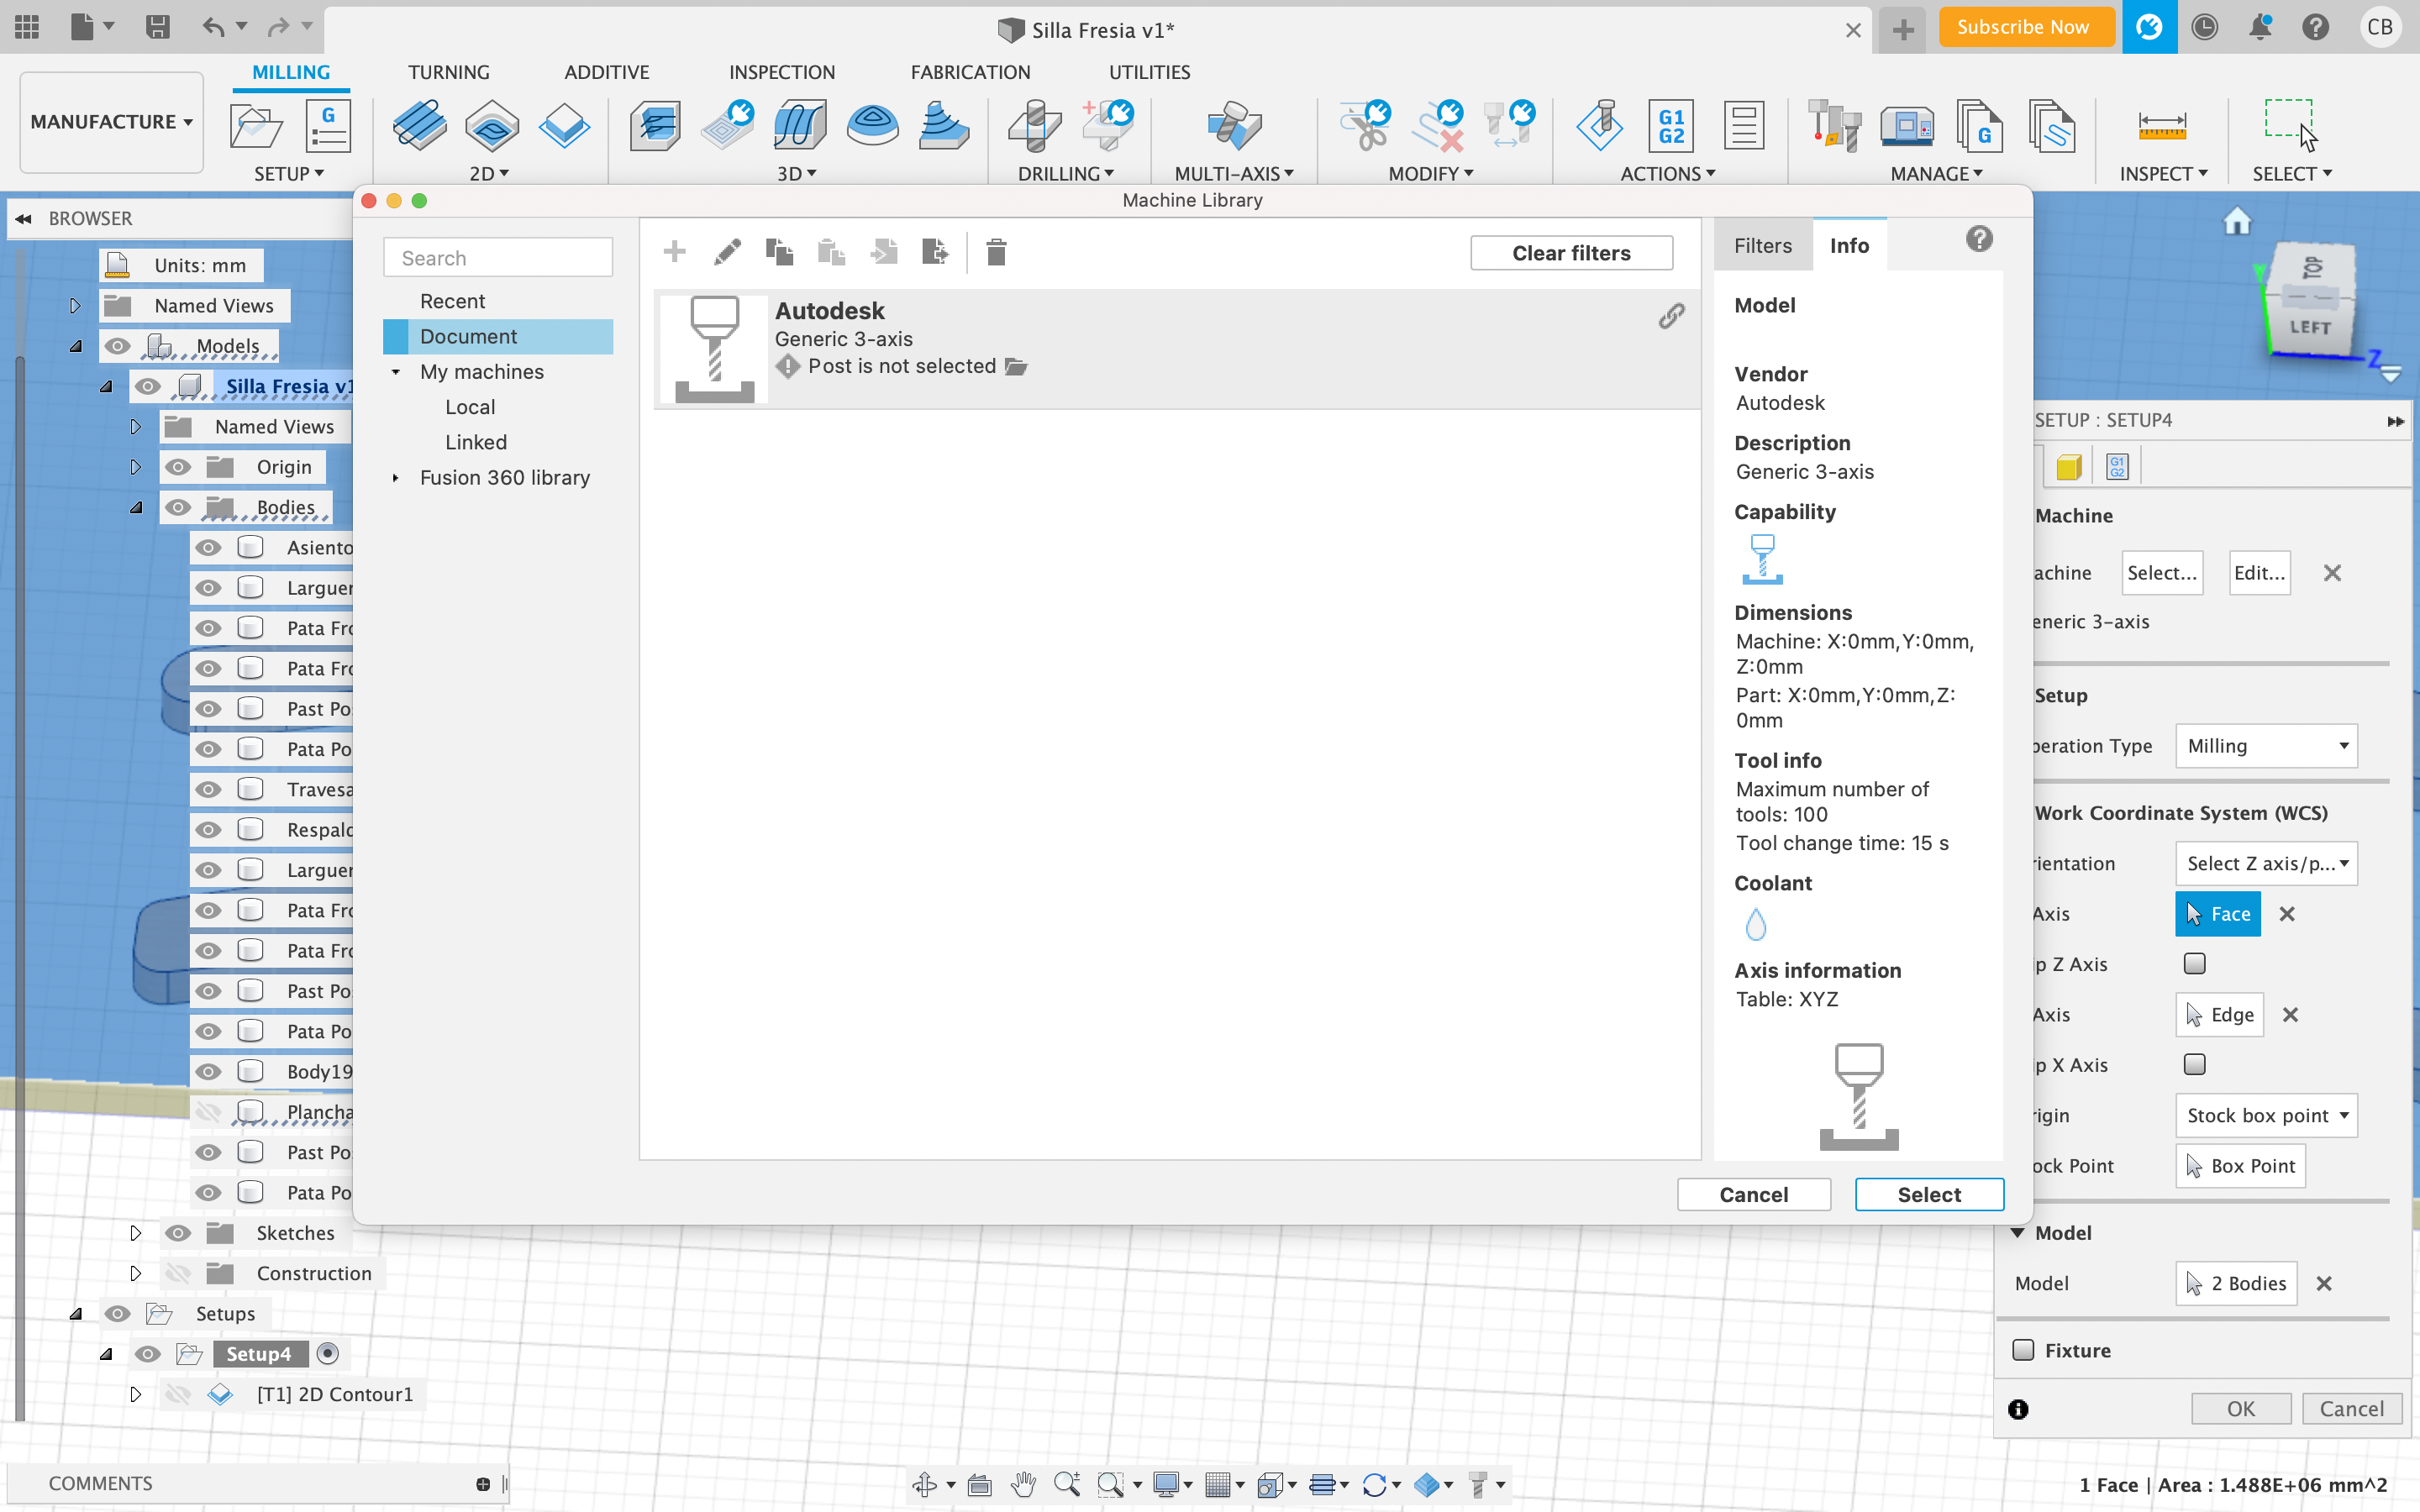 Silla Fresia v1*
Subscribe Now
CB
MANUFACTURE
MILLING
TURNING
ADDITIVE
INSPECTION
FABRICATION
UTILITIES
G
G1
G2
G
SETUP
2D
3D
DRILLING
MULTI-AXIS
MODIFY
ACTIONS
MANAGE
INSPECT
SELECT
BROWSER
Units: mm
Named Views
Models
Silla Fresia v1
Named Views
Origin
Bodies
Asiento
Larguer
Pata Fro
Pata Fro
Past Po
Pata Po
Travesa
Respald
Larguer
Pata Fro
Pata Fro
Past Po
Pata Po
Body19
Plancha
Past Po
Pata Po
Sketches
Construction
Setups
Setup4
[T1] 2D Contour1
COMMENTS
Machine Library
Search
Recent
Document
My machines
Local
Linked
Fusion 360 library
Clear filters
Autodesk
Generic 3-axis
Post is not selected
Filters
Info
Model
Vendor
Autodesk
Description
Generic 3-axis
Capability
Dimensions
Machine: X:0mm,Y:0mm,
Z:0mm
Part: X:0mm,Y:0mm,Z:
0mm
Tool info
Maximum number of
tools: 100
Tool change time: 15 s
Coolant
Axis information
Table: XYZ
Cancel
Select
TOP
LEFT
Y
Z
SETUP : SETUP4
G1
G2
Machine
achine
Select...
Edit...
eneric 3-axis
Setup
peration Type
Milling
Work Coordinate System (WCS)
rientation
Select Z axis/p...
Axis
Face
p Z Axis
Axis
Edge
p X Axis
rigin
Stock box point
ock Point
Box Point
Model
Model
2 Bodies
Fixture
OK
Cancel
1 Face | Area : 1.488E+06 mm^2